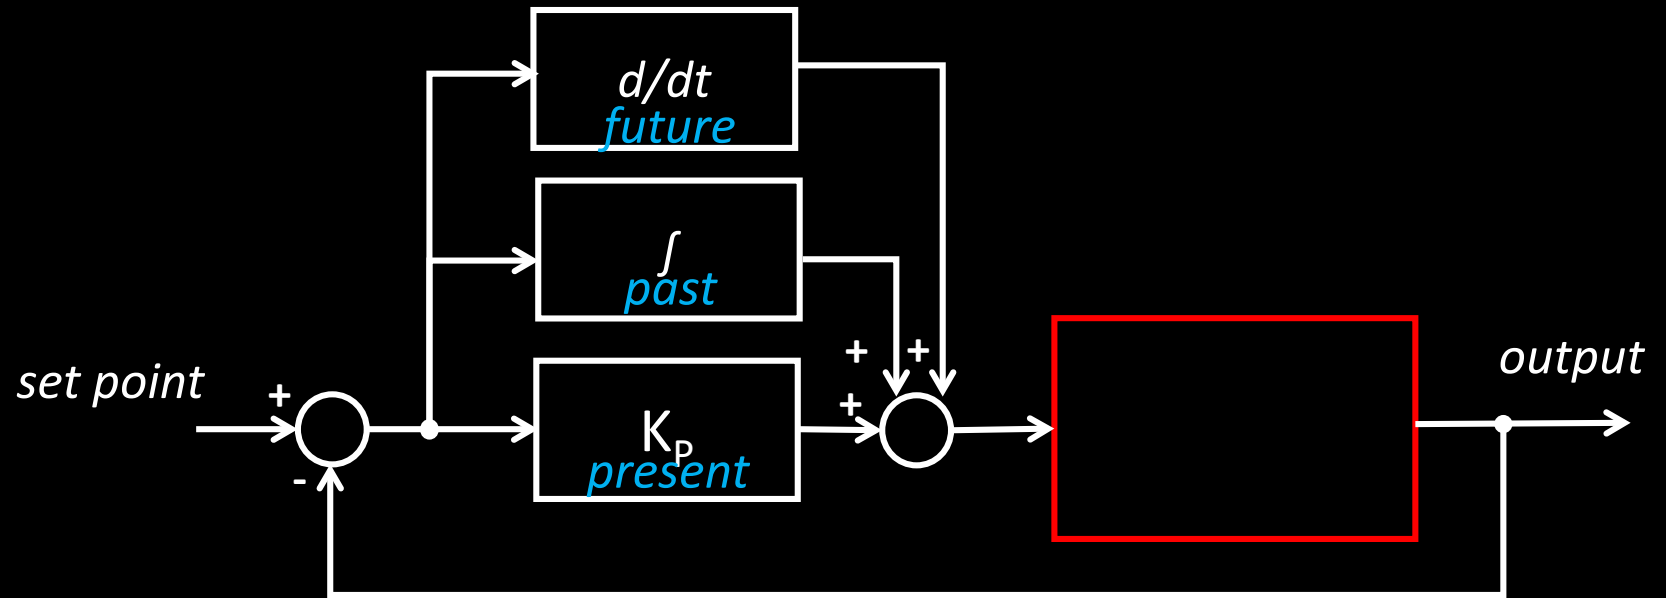 d/dt
future
∫
past
set point
+
-
K_P
present
+
+
+
output